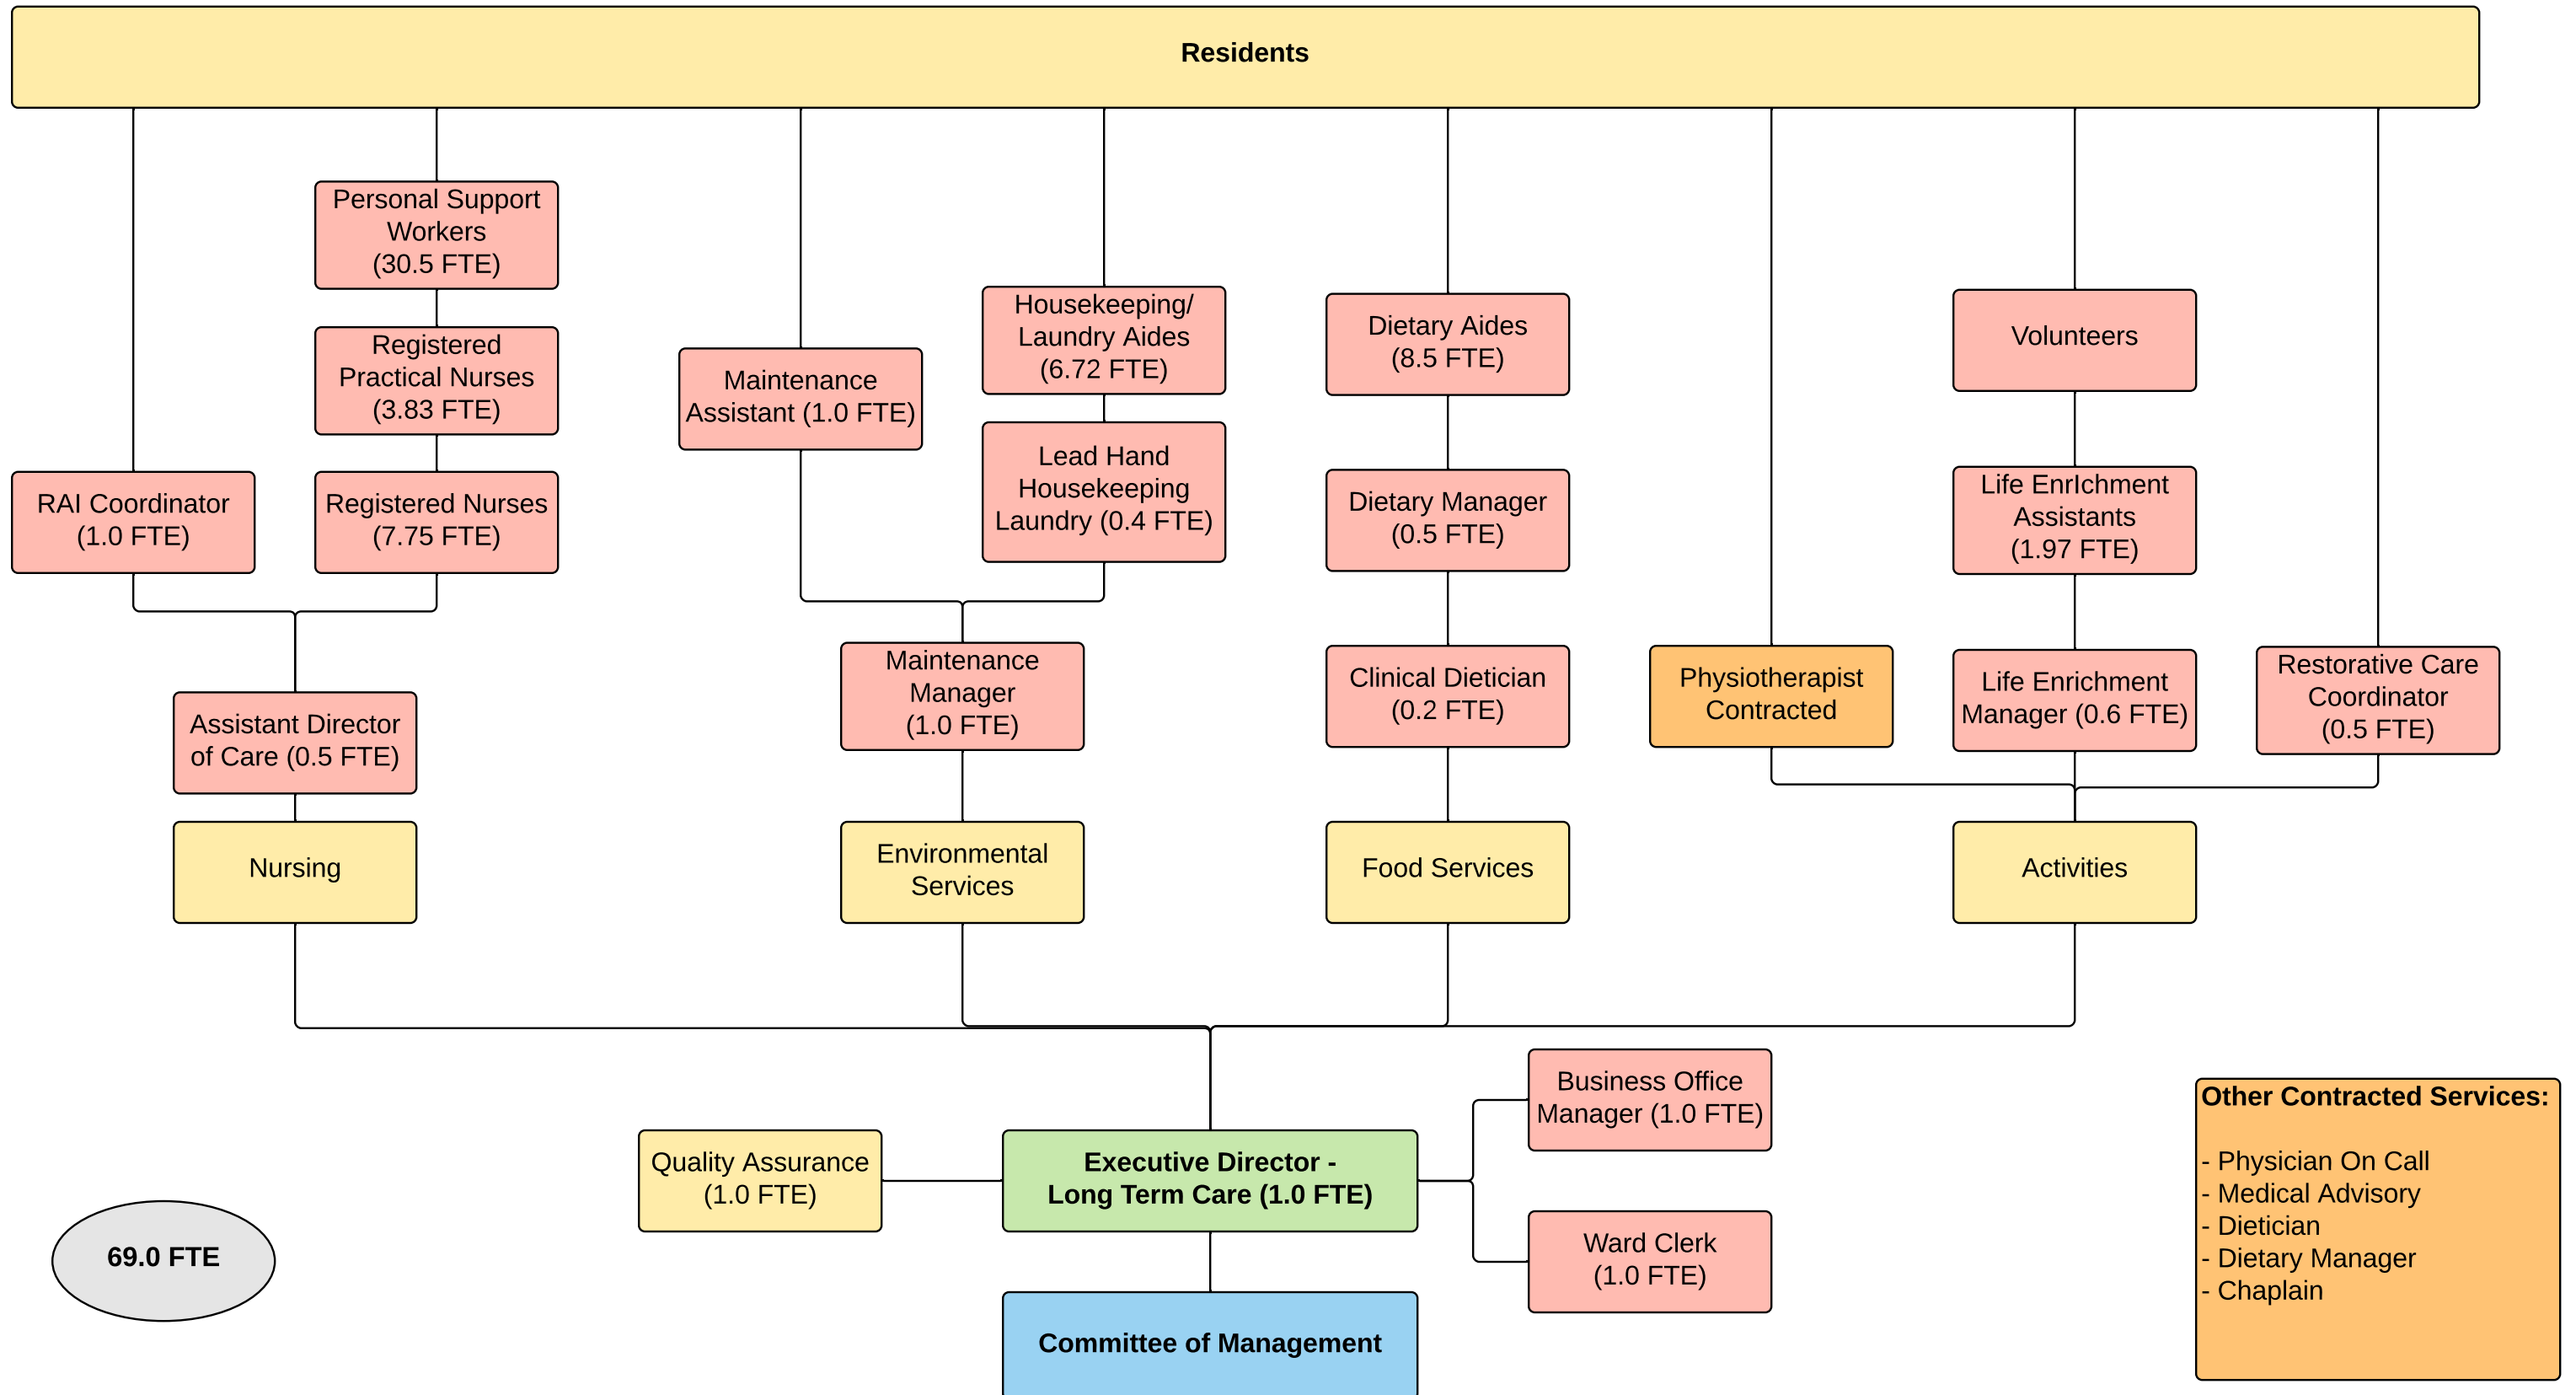 Residents
Personal Support
Workers
(30.5 FTE)
Registered
Practical Nurses
(3.83 FTE)
RAI Coordinator
(1.0 FTE)
Registered Nurses
(7.75 FTE)
Assistant Director
of Care (0.5 FTE)
Nursing
Maintenance
Assistant (1.0 FTE)
Housekeeping/
Laundry Aides
(6.72 FTE)
Lead Hand
Housekeeping
Laundry (0.4 FTE)
Maintenance
Manager
(1.0 FTE)
Environmental
Services
Dietary Aides
(8.5 FTE)
Dietary Manager
(0.5 FTE)
Clinical Dietician
(0.2 FTE)
Food Services
Physiotherapist
Contracted
Volunteers
Life EnrIchment
Assistants
(1.97 FTE)
Life Enrichment
Manager (0.6 FTE)
Restorative Care
Coordinator
(0.5 FTE)
Activities
Quality Assurance
(1.0 FTE)
Executive Director -
Long Term Care (1.0 FTE)
Business Office
Manager (1.0 FTE)
Ward Clerk
(1.0 FTE)
Committee of Management
69.0 FTE
Other Contracted Services:
- Physician On Call
- Medical Advisory
- Dietician
- Dietary Manager
- Chaplain